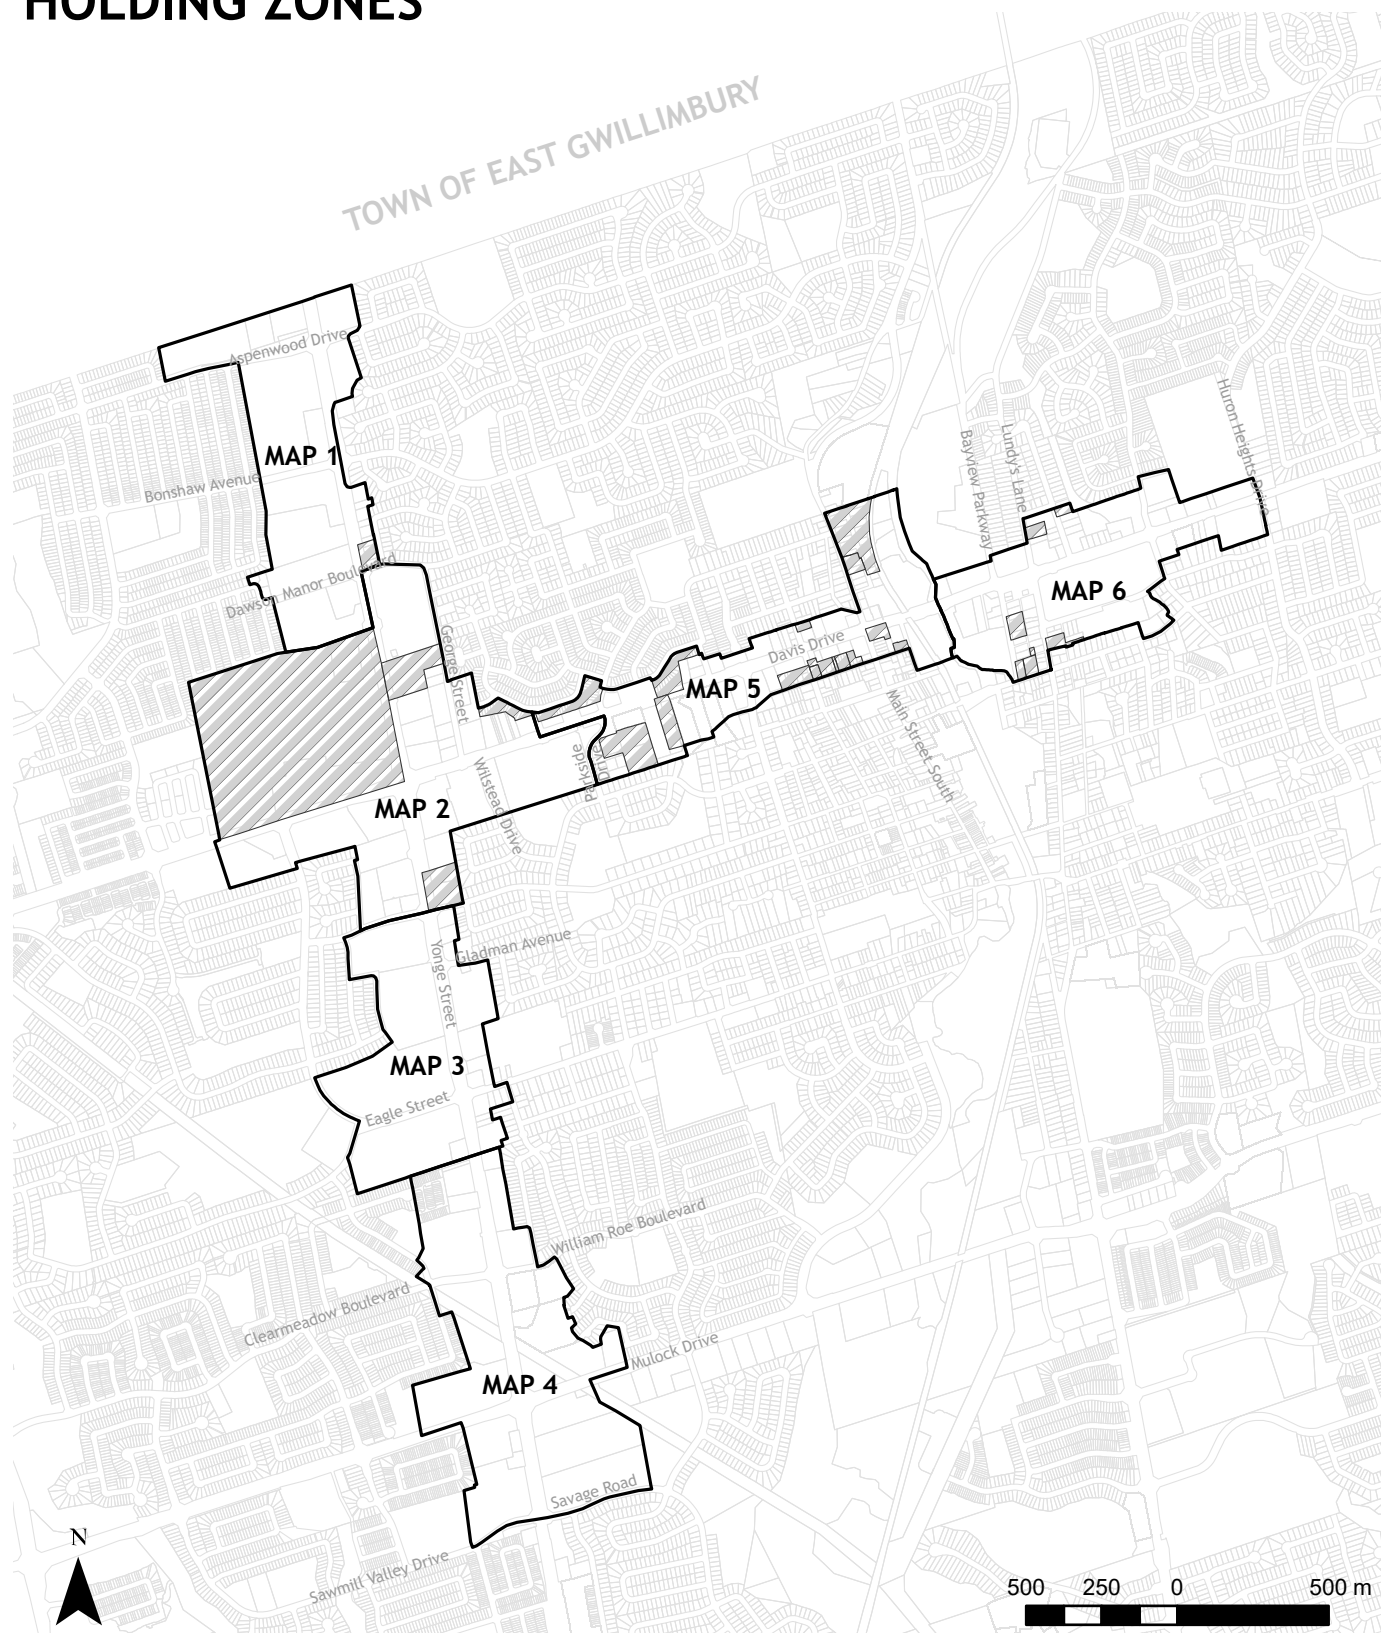 HOLDING ZONES
TOWN OF EAST GWILLIMBURY
Aspenwood Drive
MAP 1
Bonshaw Avenue
Dawson Manor Boulevard
George Street
Huron Heights Drive
Lundy's Lane
Bayview Parkway
MAP 6
Davis Drive
MAP 5
Main Street South
Parkside
Drive
Wilstead Drive
MAP 2
Gladman Avenue
Yonge Street
MAP 3
Eagle Street
William Roe Boulevard
Clearmeadow Boulevard
Mulock Drive
MAP 4
Savage Road
Sawmill Valley Drive
N
500 250 0 500 m